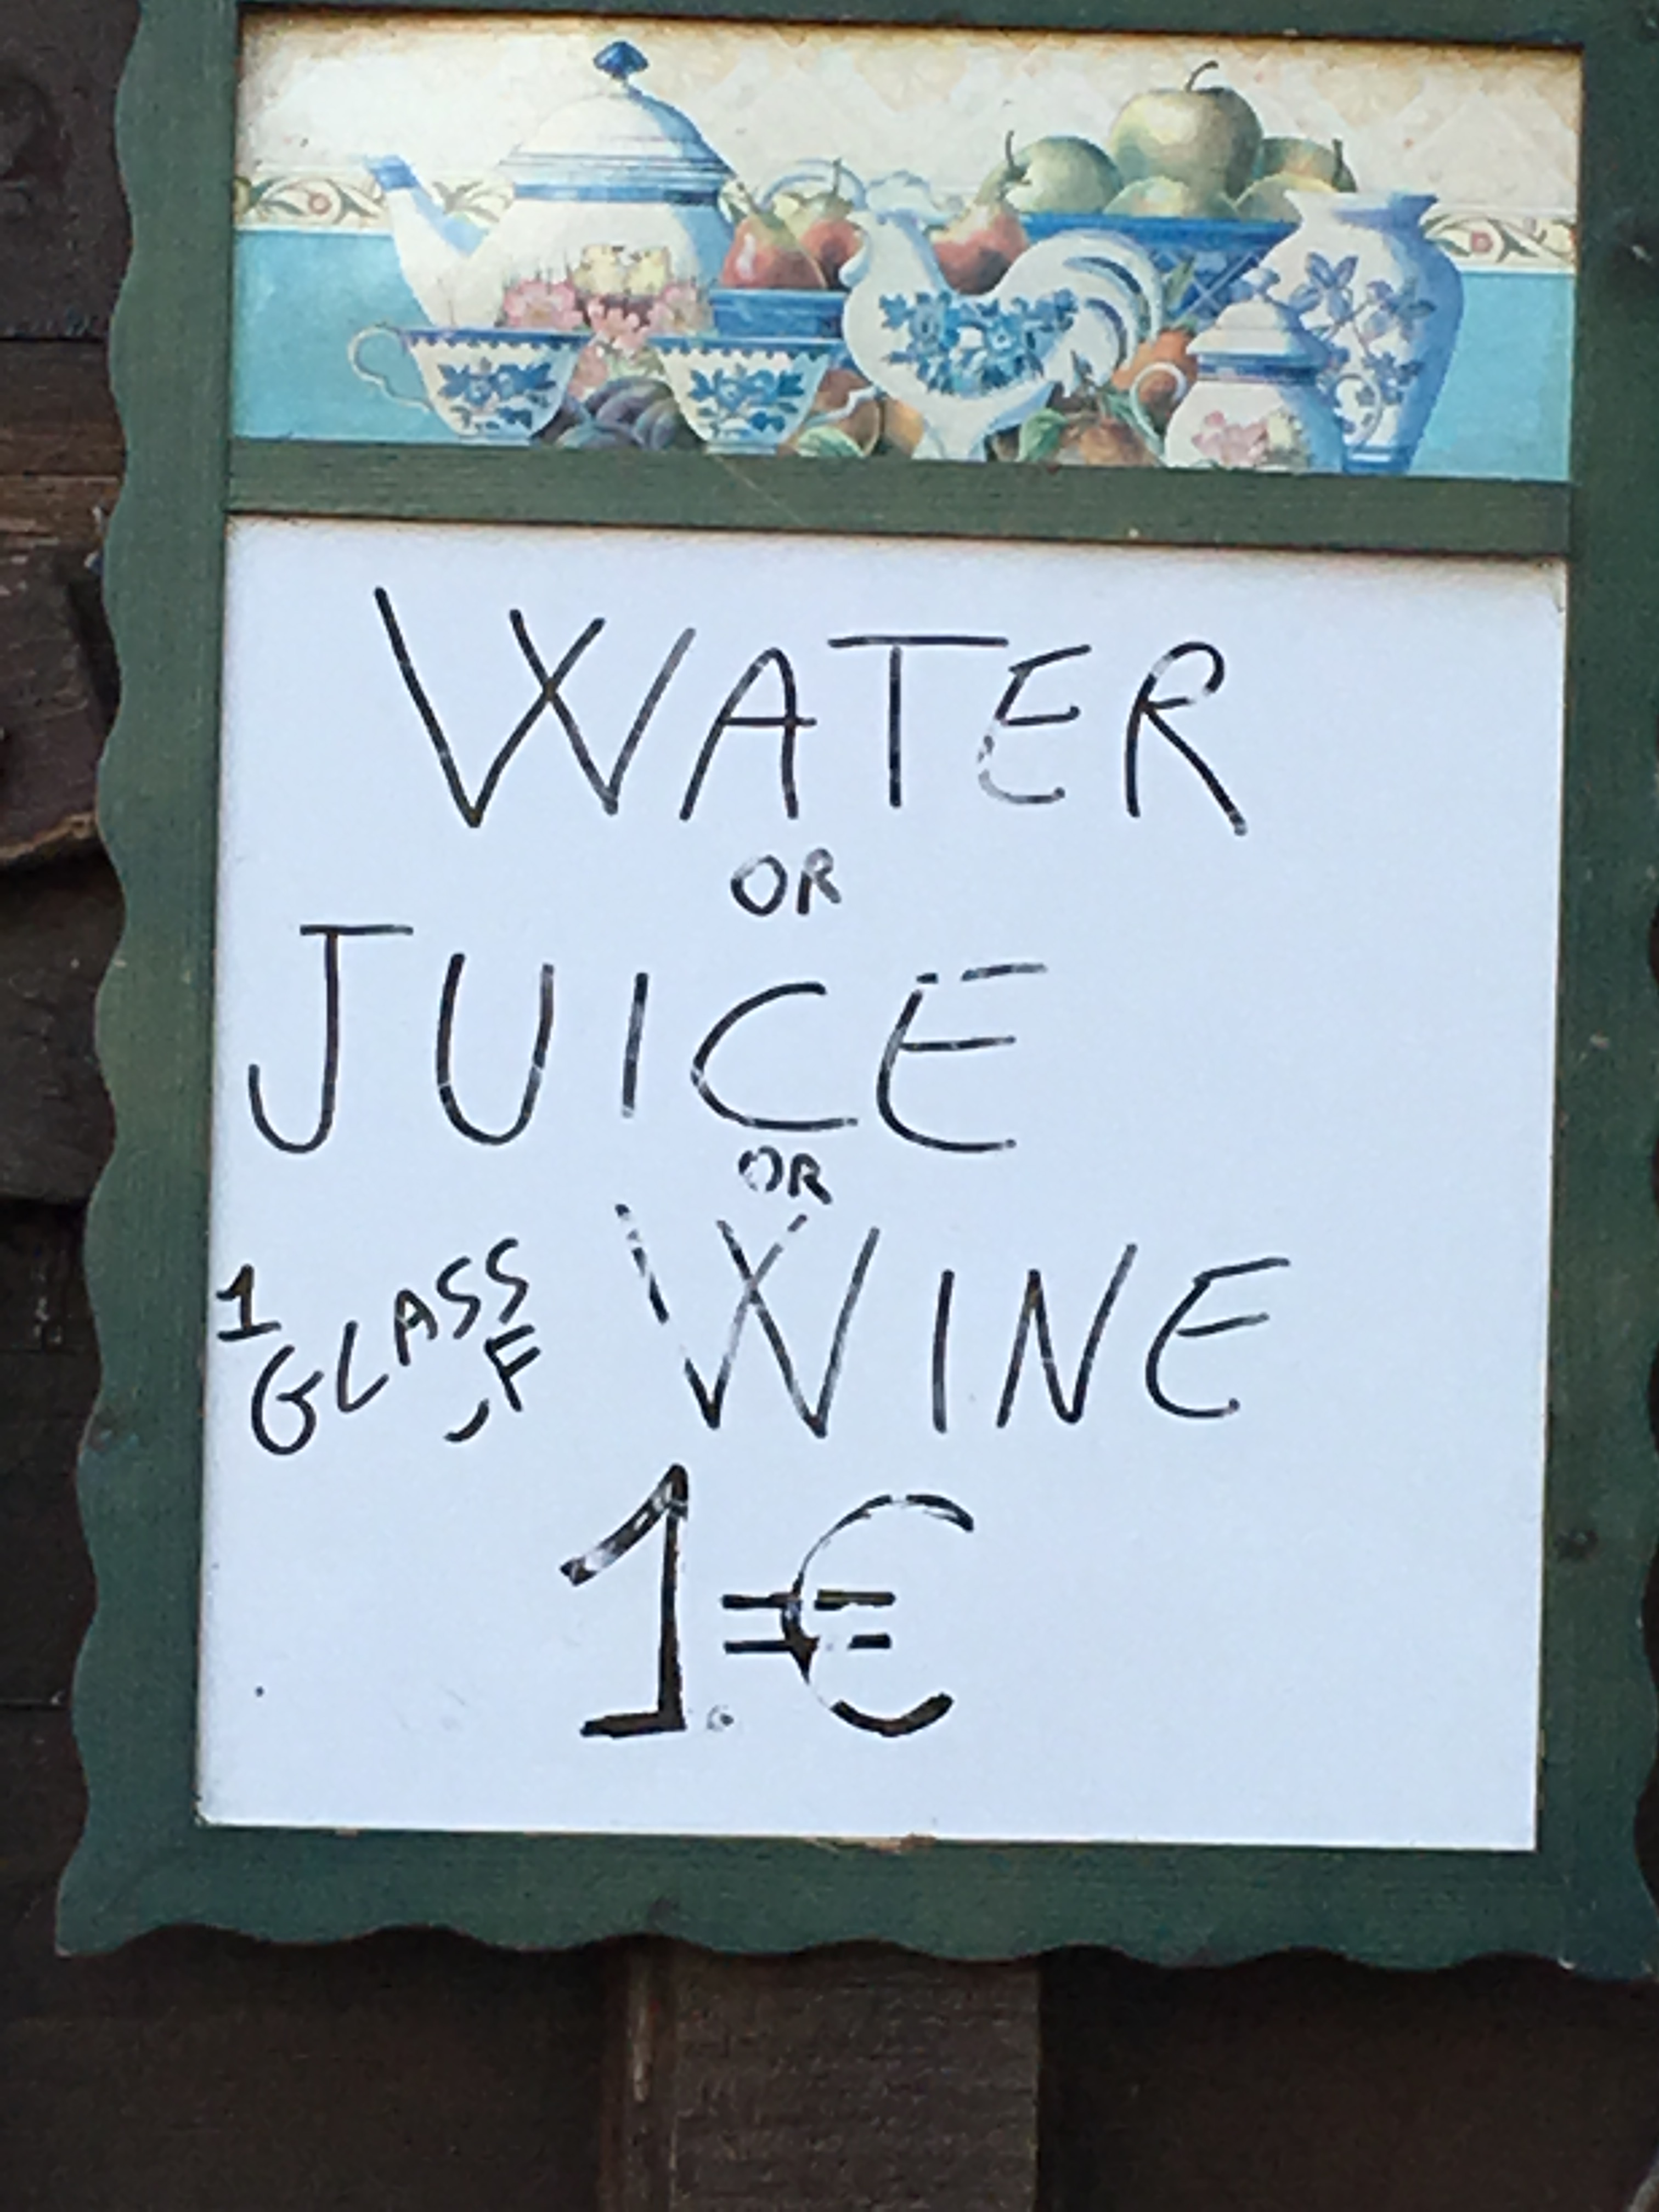 WATER
OR
JUICE
OR
1 GLASS OF WINE
1.€